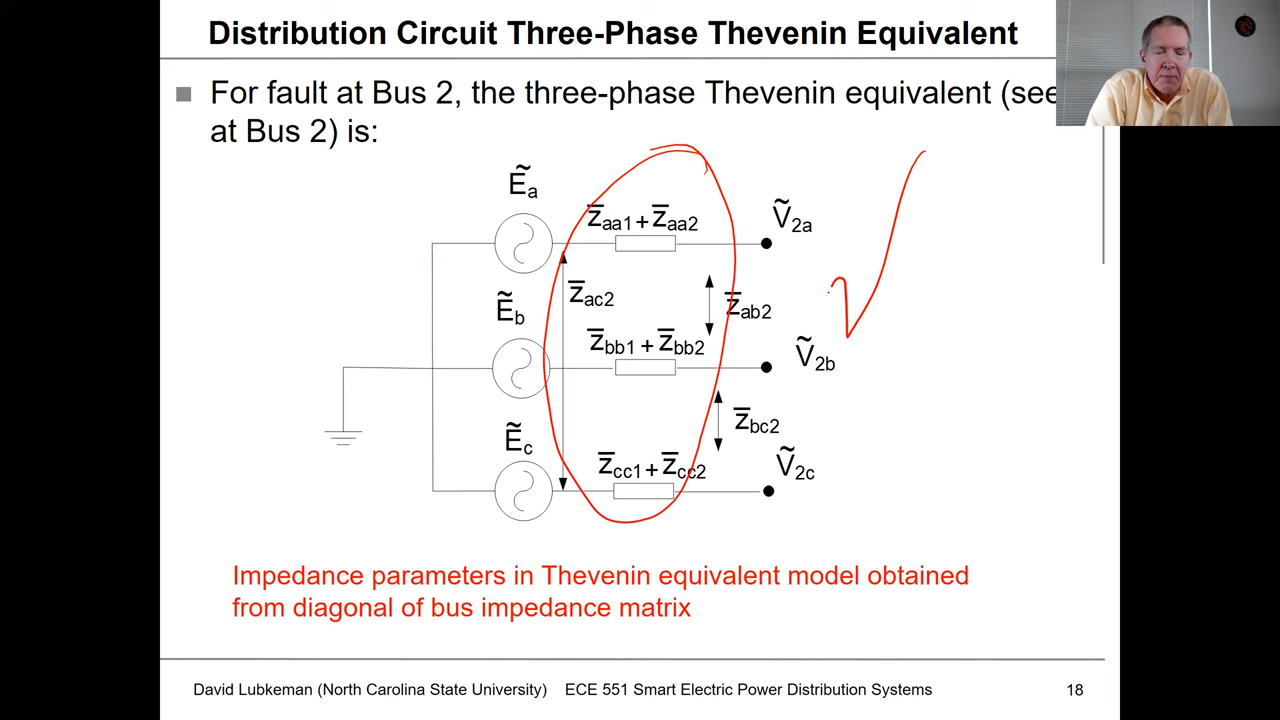 Distribution Circuit Three-Phase Thevenin Equivalent
For fault at Bus 2, the three-phase Thevenin equivalent (see
at Bus 2) is:
Ẽa
z̅aa1 + z̅aa2
Ṽ2a
z̅ac2
z̅ab2
Ẽb
z̅bb1 + z̅bb2
Ṽ2b
z̅bc2
Ẽc
z̅cc1 + z̅cc2
Ṽ2c
Impedance parameters in Thevenin equivalent model obtained
from diagonal of bus impedance matrix
David Lubkeman (North Carolina State University) ECE 551 Smart Electric Power Distribution Systems 18